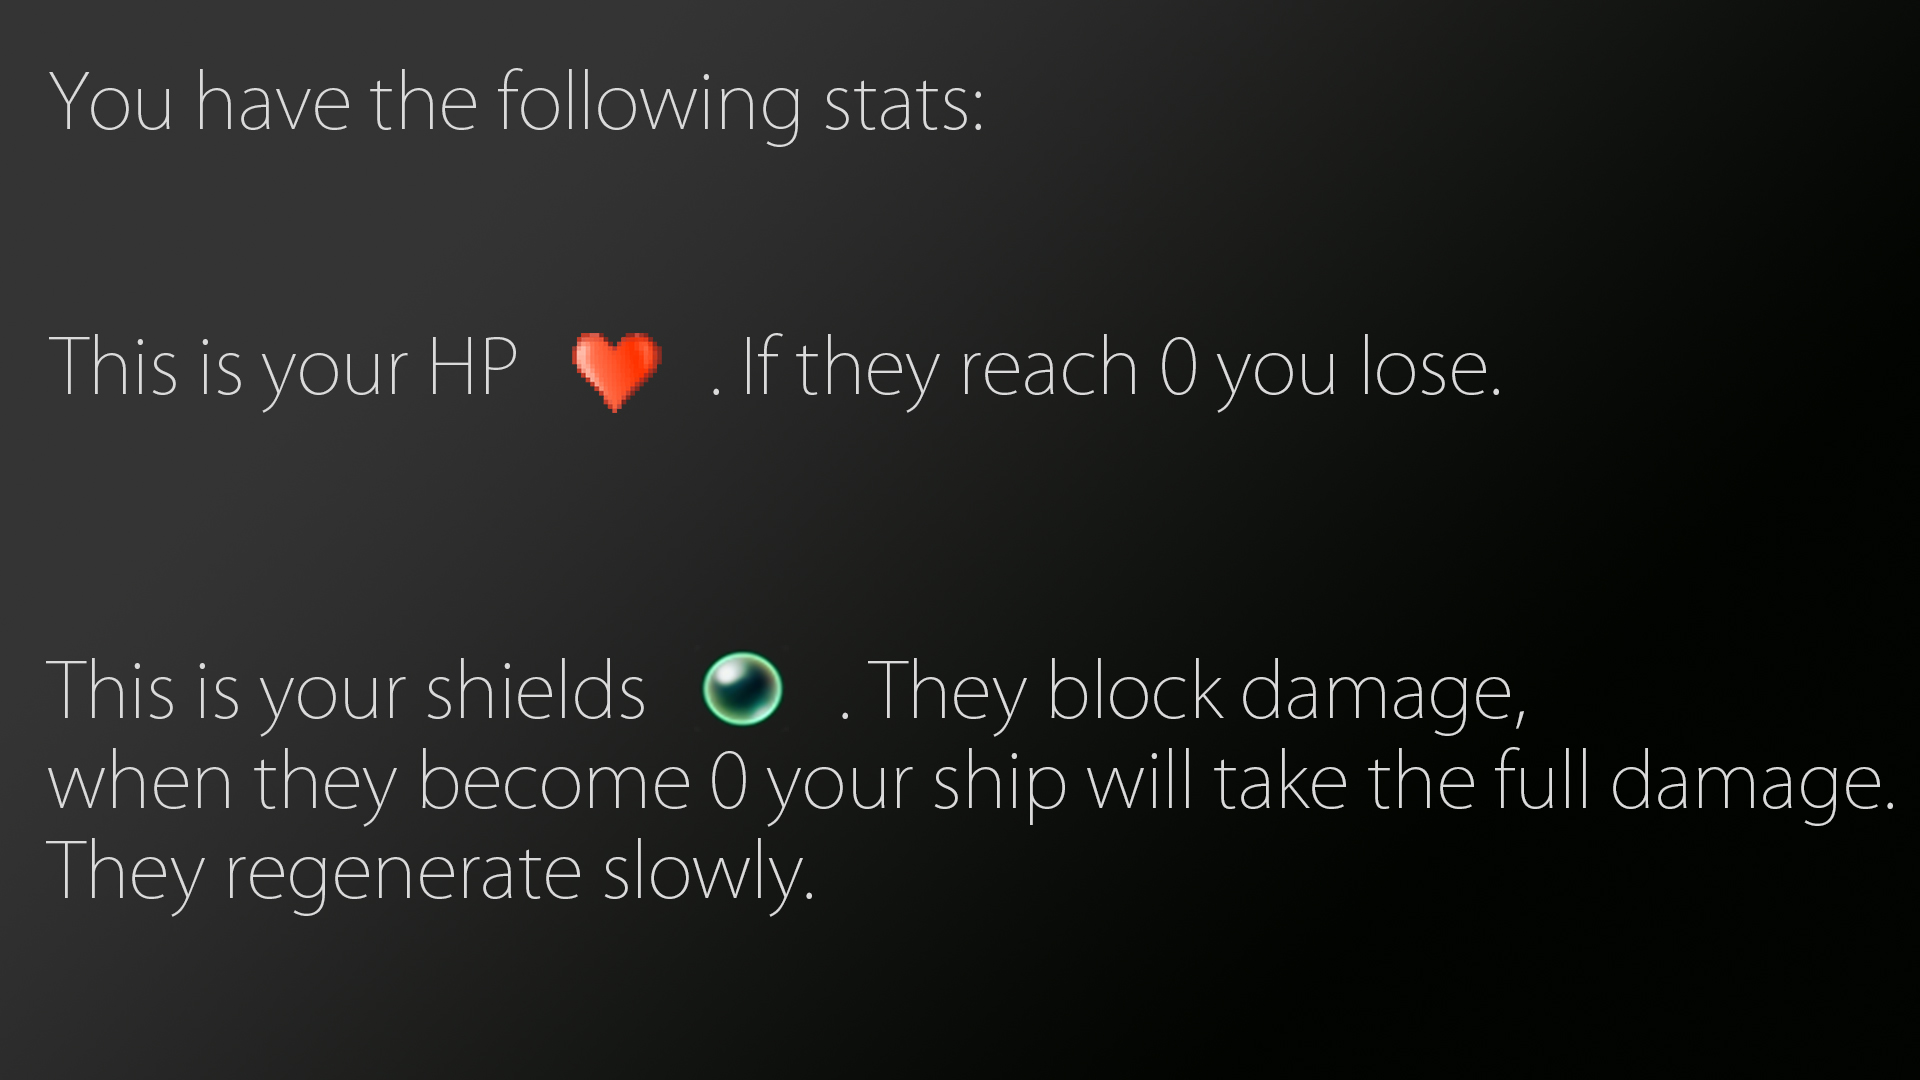 You have the following stats:
This is your HP . If they reach 0 you lose.
This is your shields . They block damage,
when they become 0 your ship will take the full damage.
They regenerate slowly.